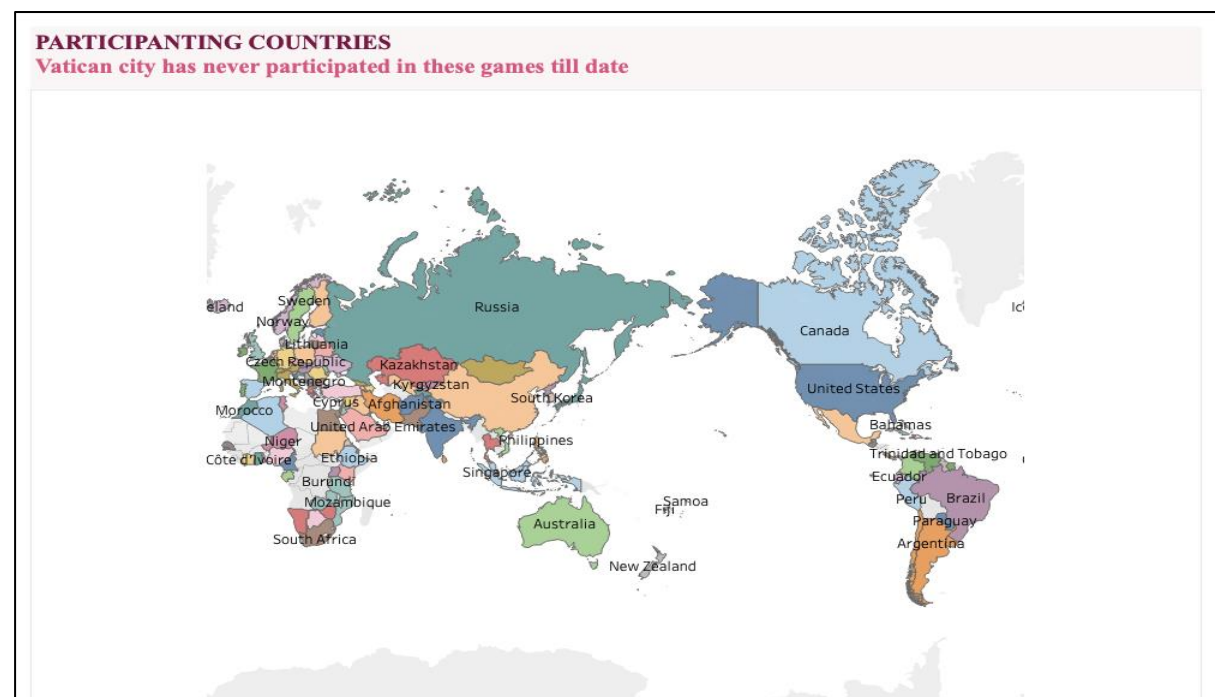 PARTICIPANTING COUNTRIES
Vatican city has never participated in these games till date
Russia
Canada
Sweden
eland
Ic
Norway
Lithuania
Czech Republic
Kazakhstan
Montenegro
Kyrgyzstan
United States
Cyprus
Afghanistan
South Korea
Morocco
United Arab Emirates
Bahamas
Niger
Philippines
Côte d'Ivoire
Ethiopia
Trinidad and Tobago
Singapore
Ecuador
Burundi
Peru
Brazil
Mozambique
Samoa
Fiji
Australia
Paraguay
South Africa
Argentina
New Zealand